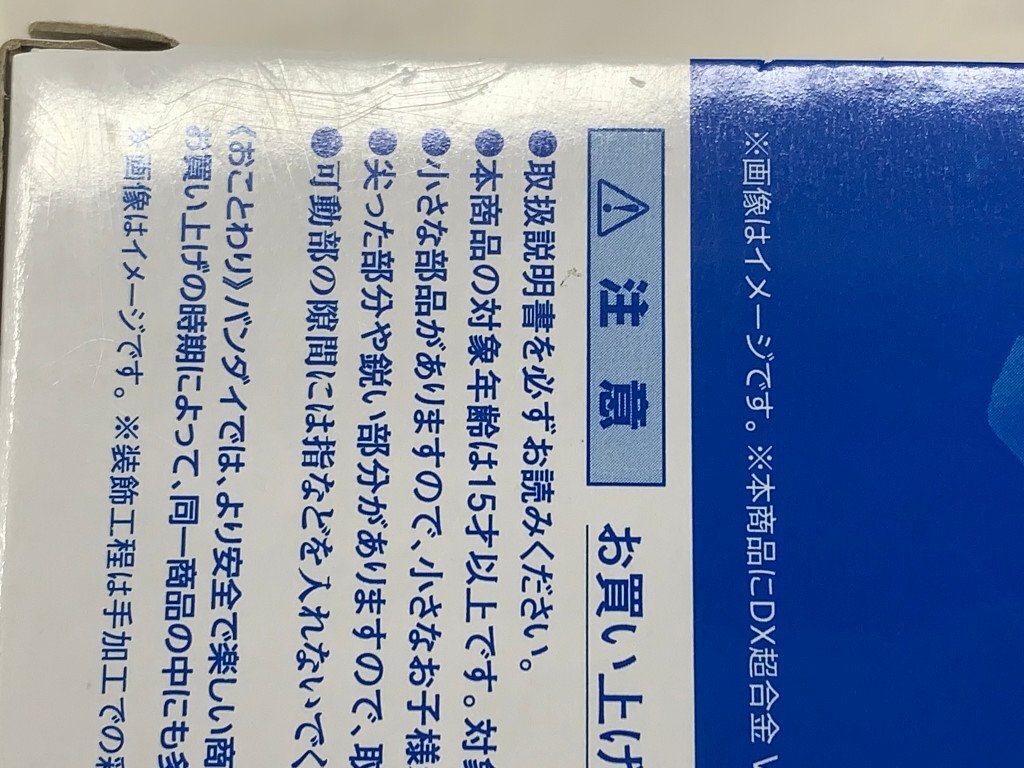 ※画像はイメージです。※本商品にDX超合金 V
⚠注意 お買い上げ
●取扱説明書を必ずお読みください。
●本商品の対象年齢は15才以上です。対象
●小さな部品がありますので、小さなお子様
●尖った部分や鋭い部分がありますので、取
●可動部の隙間には指などを入れないでく
《おことわり》バンダイでは、より安全で楽しい商
お買い上げの時期によって、同一商品の中にも多
※画像はイメージです。※装飾工程は手加工での彩